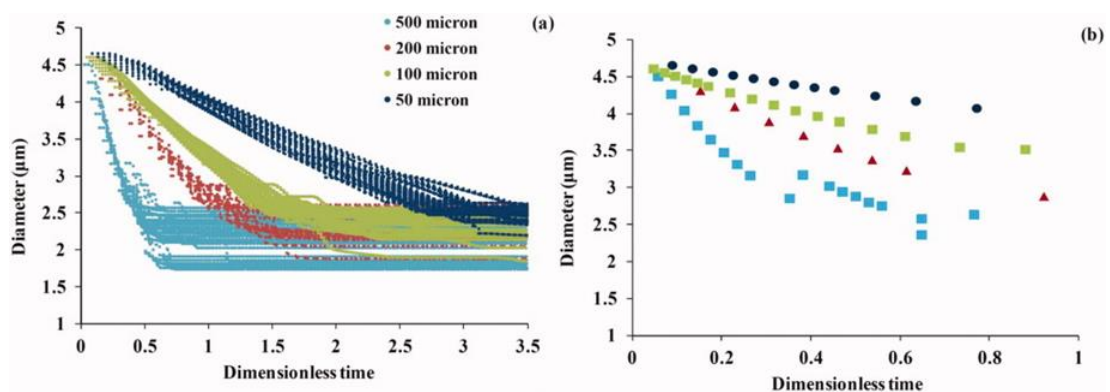 500 micron
(a)
200 micron
100 micron
50 micron
5
4.5
4
3.5
3
2.5
2
1.5
1
Diameter (µm)
0 0.5 1 1.5 2 2.5 3 3.5
Dimensionless time
(b)
5
4.5
4
3.5
3
2.5
2
1.5
1
Diameter (µm)
0 0.2 0.4 0.6 0.8 1
Dimensionless time